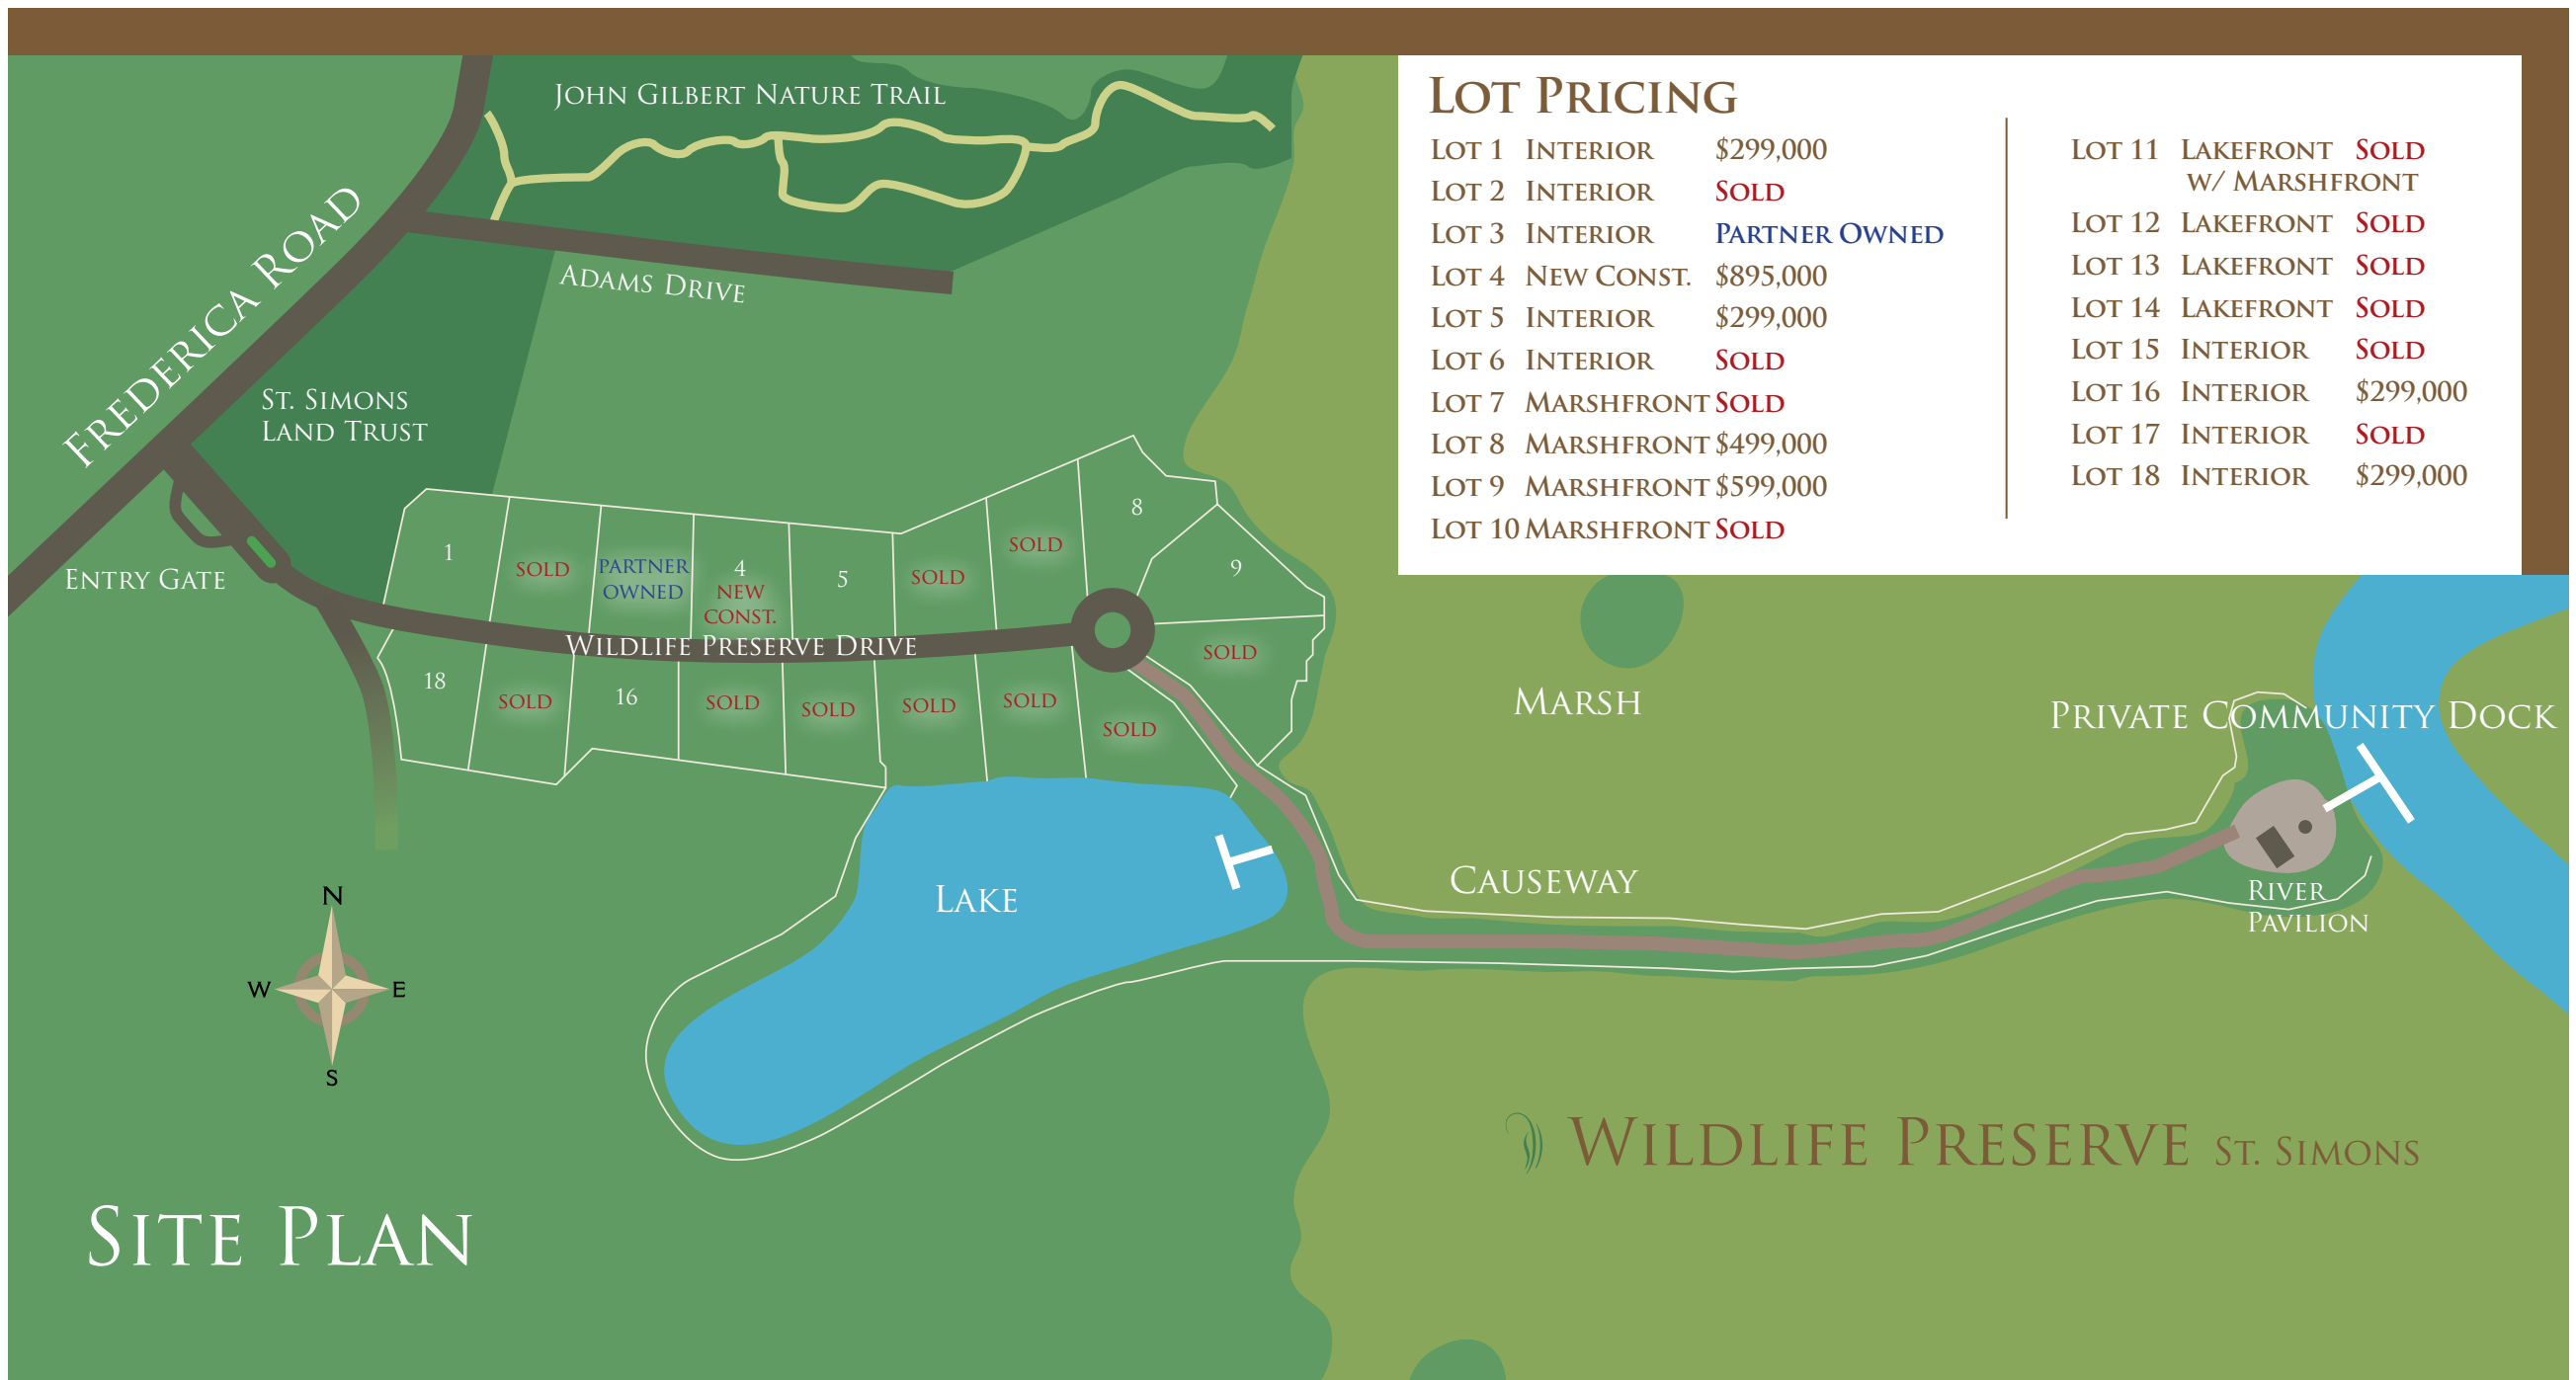 John Gilbert Nature Trail
Frederica Road
Adams Drive
St. Simons
Land Trust
Entry Gate
Lot Pricing
Lot 1 Interior $299,000
Lot 2 Interior Sold
Lot 3 Interior Partner Owned
Lot 4 New Const. $895,000
Lot 5 Interior $299,000
Lot 6 Interior Sold
Lot 7 Marshfront Sold
Lot 8 Marshfront $499,000
Lot 9 Marshfront $599,000
Lot 10 Marshfront Sold
Lot 11 Lakefront Sold
w/ Marshfront
Lot 12 Lakefront Sold
Lot 13 Lakefront Sold
Lot 14 Lakefront Sold
Lot 15 Interior Sold
Lot 16 Interior $299,000
Lot 17 Interior Sold
Lot 18 Interior $299,000
1
SOLD
PARTNER
OWNED
4
NEW
CONST.
5
SOLD
SOLD
8
9
SOLD
Wildlife Preserve Drive
18
SOLD
16
SOLD
SOLD
SOLD
SOLD
SOLD
Marsh
Private Community Dock
Causeway
River
Pavilion
Lake
N
W
E
S
Wildlife Preserve St. Simons
Site Plan